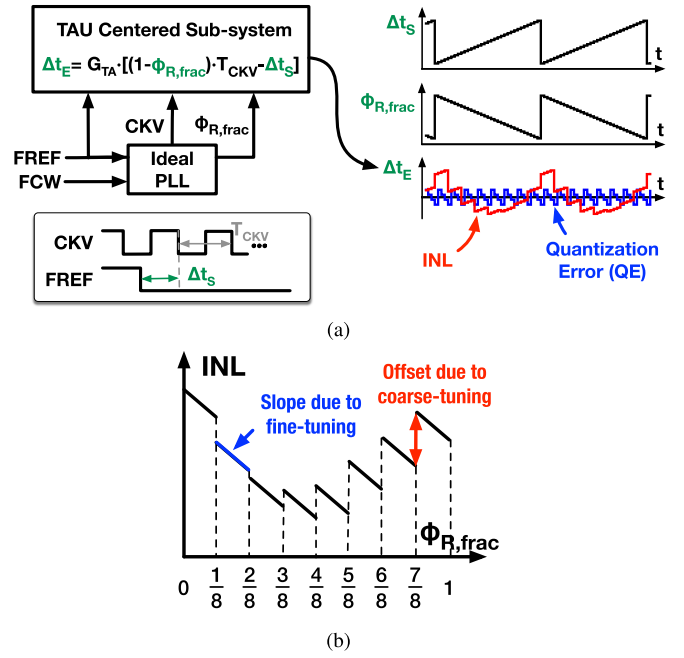 TAU Centered Sub-system
Δt_E = G_TA·[(1-Φ_R,frac)·T_CKV-Δt_S]
CKV
Φ_R,frac
FREF
FCW
Ideal
PLL
CKV
T_CKV
...
FREF
Δt_S
Δt_S
t
Φ_R,frac
t
Δt_E
t
INL
Quantization
Error (QE)
(a)
INL
Slope due to
fine-tuning
Offset due to
coarse-tuning
Φ_R,frac
0 1/8 2/8 3/8 4/8 5/8 6/8 7/8 1
(b)